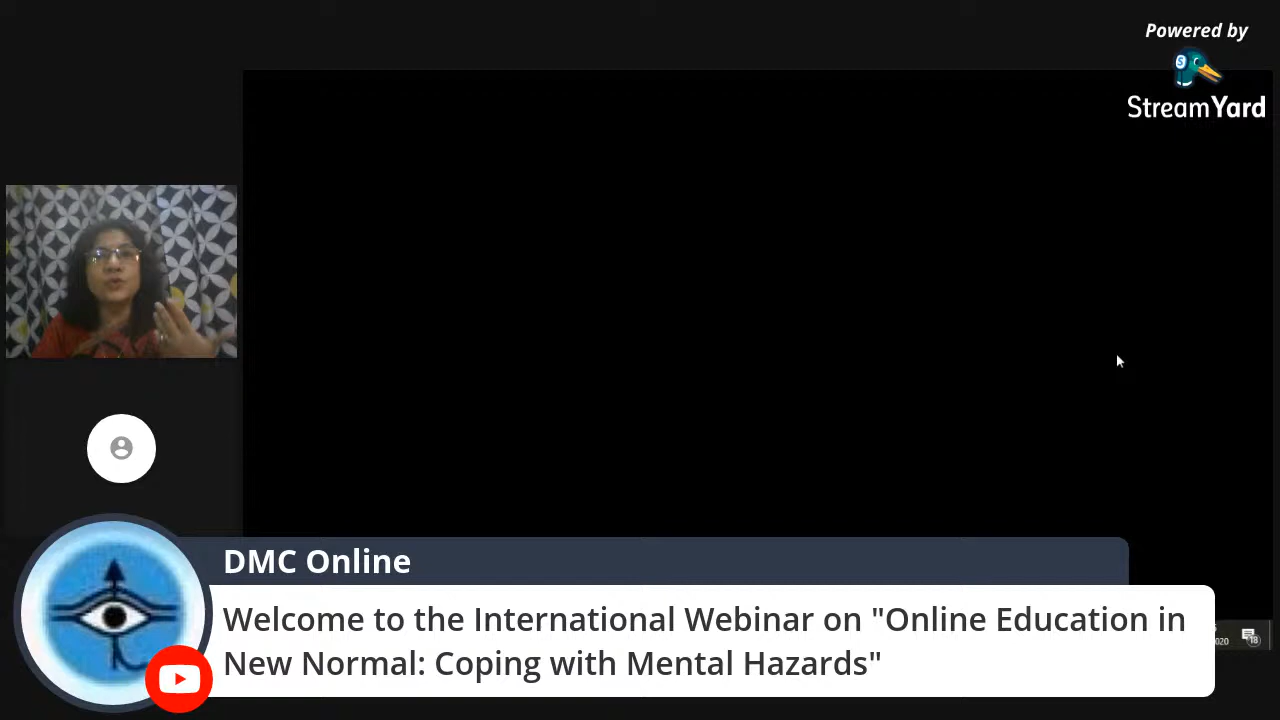 Powered by
StreamYard
DMC Online
Welcome to the International Webinar on "Online Education in
New Normal: Coping with Mental Hazards"
18